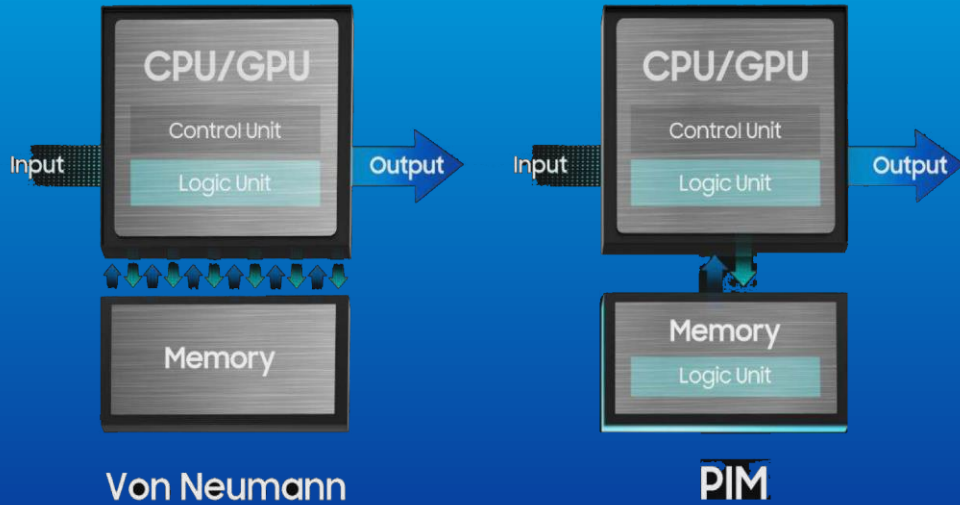 CPU/GPU
Control Unit
Input
Output
Logic Unit
Memory
Von Neumann
CPU/GPU
Control Unit
Input
Output
Logic Unit
Memory
Logic Unit
PIM